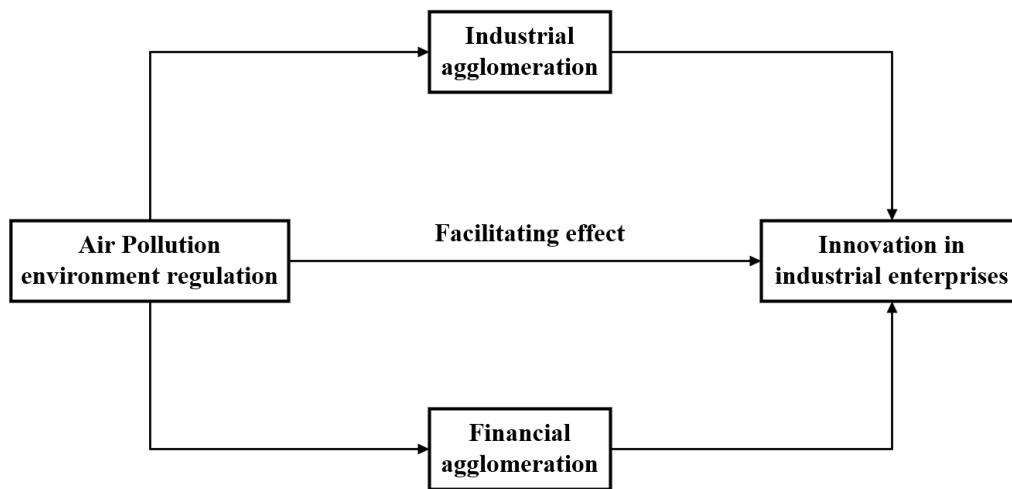 Industrial
agglomeration
Facilitating effect
Air Pollution
environment regulation
Innovation in
industrial enterprises
Financial
agglomeration